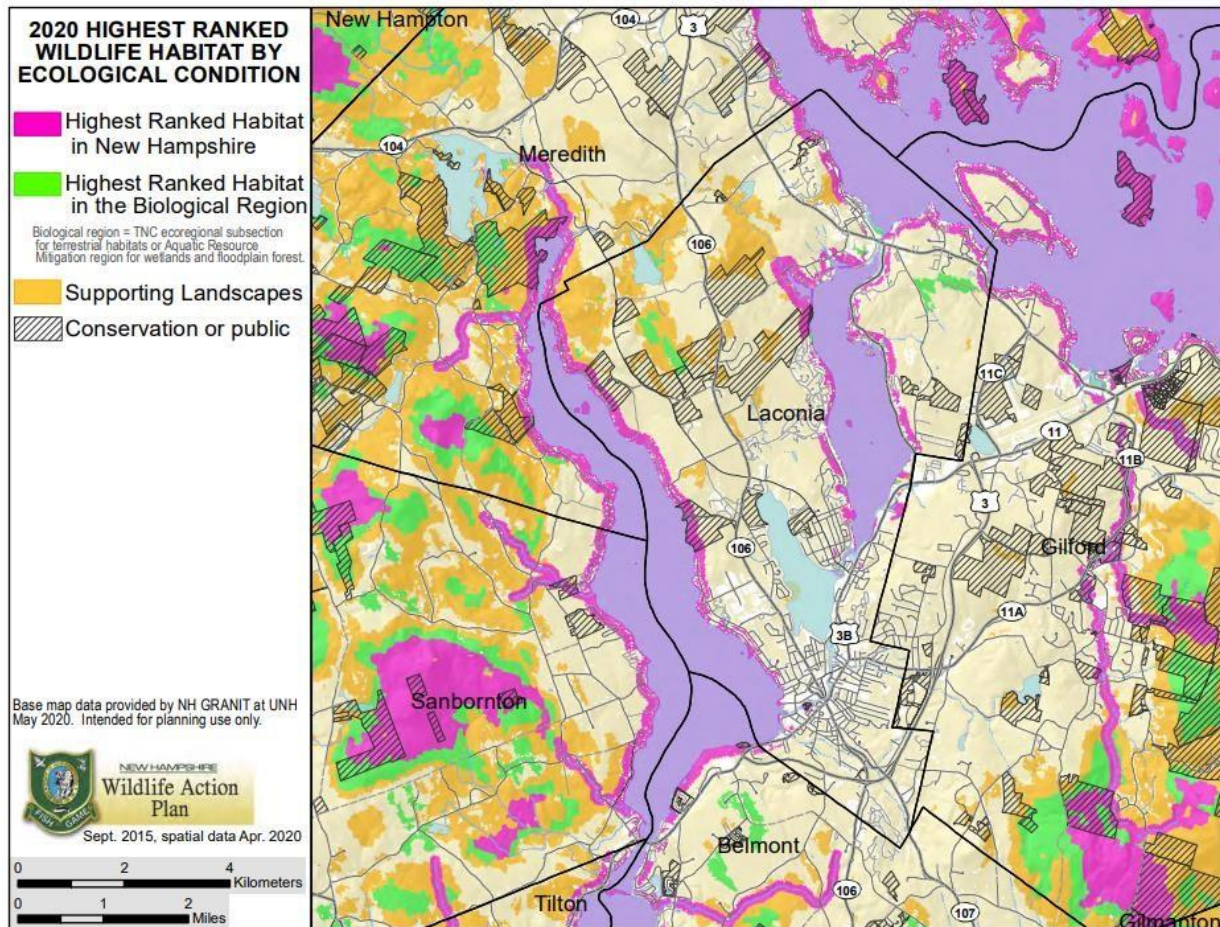 2020 HIGHEST RANKED
WILDLIFE HABITAT BY
ECOLOGICAL CONDITION
Highest Ranked Habitat
in New Hampshire
Highest Ranked Habitat
in the Biological Region
Biological region = TNC ecoregional subsection
for terrestrial habitats or Aquatic Resource
Mitigation region for wetlands and floodplain forest.
Supporting Landscapes
Conservation or public
Base map data provided by NH GRANIT at UNH
May 2020. Intended for planning use only.
NEW HAMPSHIRE
Wildlife Action
Plan
FISH GAME
Sept. 2015, spatial data Apr. 2020
0 2 4
Kilometers
0 1 2
Miles
New Hampton
104
3
104
Meredith
106
Laconia
11C
11
11B
3
106
Gilford
11A
3B
Sanbornton
Belmont
106
Tilton
107
Gilmanton